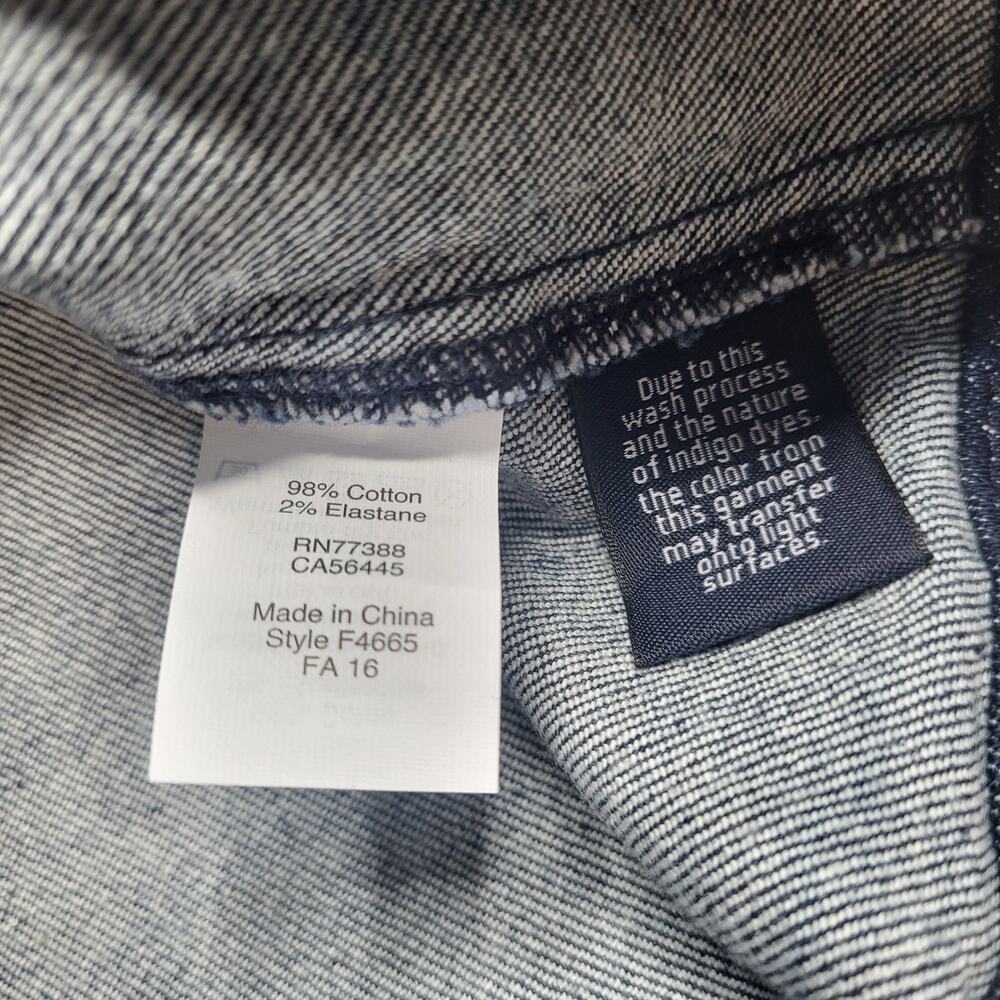 98% Cotton
2% Elastane
RN77388
CA56445
Made in China
Style F4665
FA 16
Due to this
wash process
and the nature
of indigo dyes,
the color from
this garment
may transfer
onto light
surfaces.